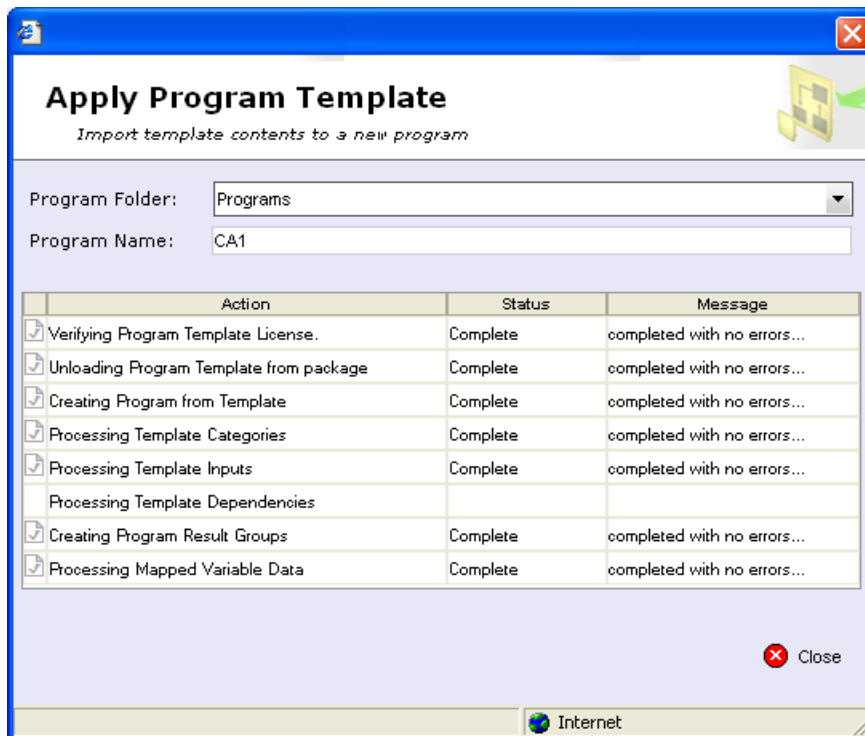 Apply Program Template
Import template contents to a new program
Program Folder: Programs
Program Name: CA1
Action Status Message
Verifying Program Template License. Complete completed with no errors...
Unloading Program Template from package Complete completed with no errors...
Creating Program from Template Complete completed with no errors...
Processing Template Categories Complete completed with no errors...
Processing Template Inputs Complete completed with no errors...
Processing Template Dependencies
Creating Program Result Groups Complete completed with no errors...
Processing Mapped Variable Data Complete completed with no errors...
Close
Internet